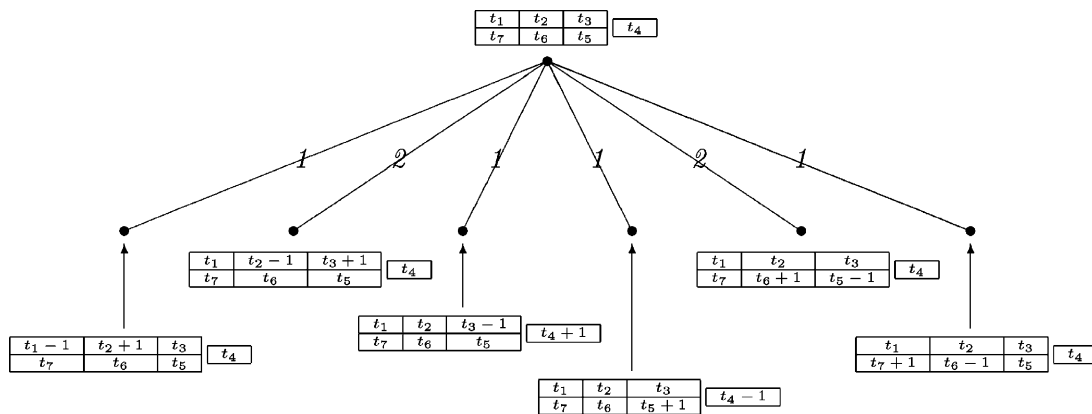 t₁ t₂ t₃
t₇ t₆ t₅ t₄
1 2 1 1 2 1
t₁ t₂ − 1 t₃ + 1
t₇ t₆ t₅ t₄
t₁ t₂ t₃
t₇ t₆ + 1 t₅ − 1 t₄
t₁ t₂ t₃ − 1
t₇ t₆ t₅ t₄ + 1
t₁ − 1 t₂ + 1 t₃
t₇ t₆ t₅ t₄
t₁ t₂ t₃
t₇ + 1 t₆ − 1 t₅ t₄
t₁ t₂ t₃
t₇ t₆ t₅ + 1 t₄ − 1